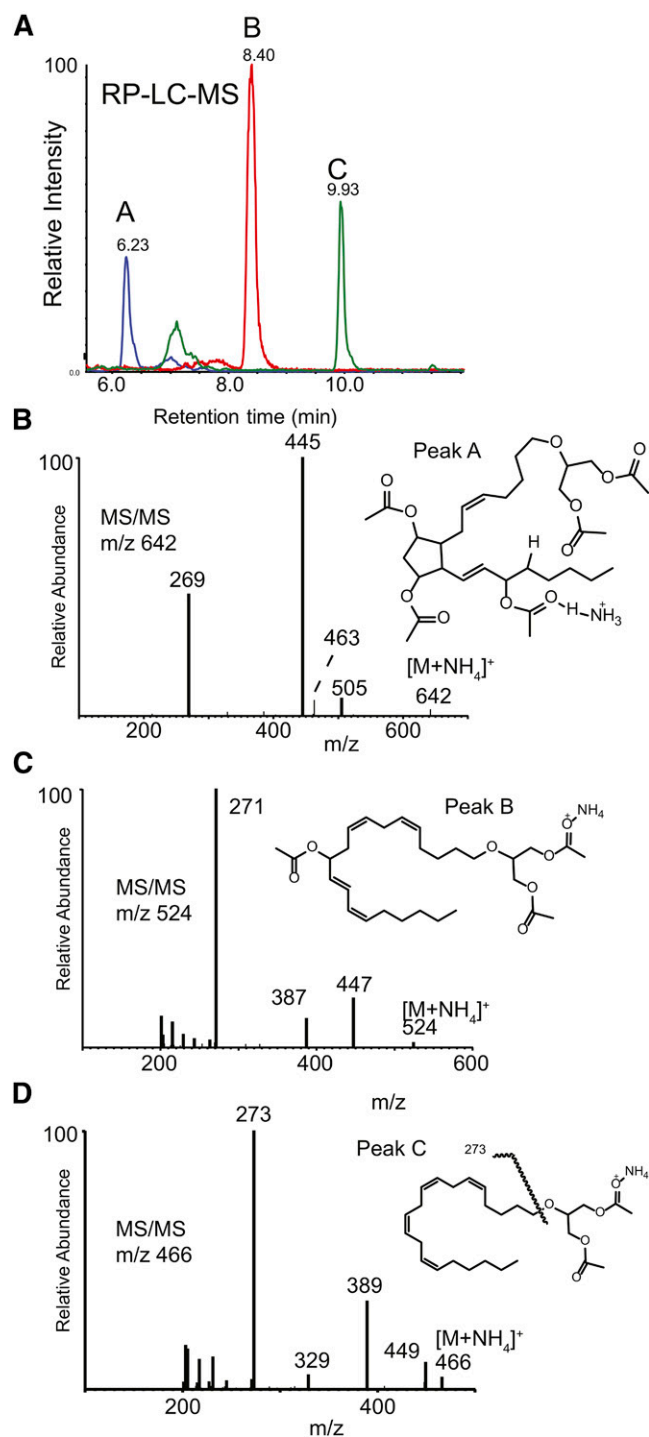 A
RP-LC-MS
Relative Intensity
100
0.0
A
6.23
B
8.40
C
9.93
6.0 8.0 10.0
Retention time (min)
B
100
Relative Abundance
MS/MS
m/z 642
269
445
463
505
[M+NH₄]⁺
642
Peak A
O
O
O
O
O
O
O
O
O
H
O
O-H-NH₃
+
200 400 600
m/z
C
100
Relative Abundance
MS/MS
m/z 524
271
387
447
[M+NH₄]⁺
524
Peak B
O
O
O
O
O
+
NH₄
O
O
200 400 600
m/z
D
100
Relative Abundance
MS/MS
m/z 466
273
329
389
449
[M+NH₄]⁺
466
Peak C
273
O
O
O
+
NH₄
O
O
200 400
m/z